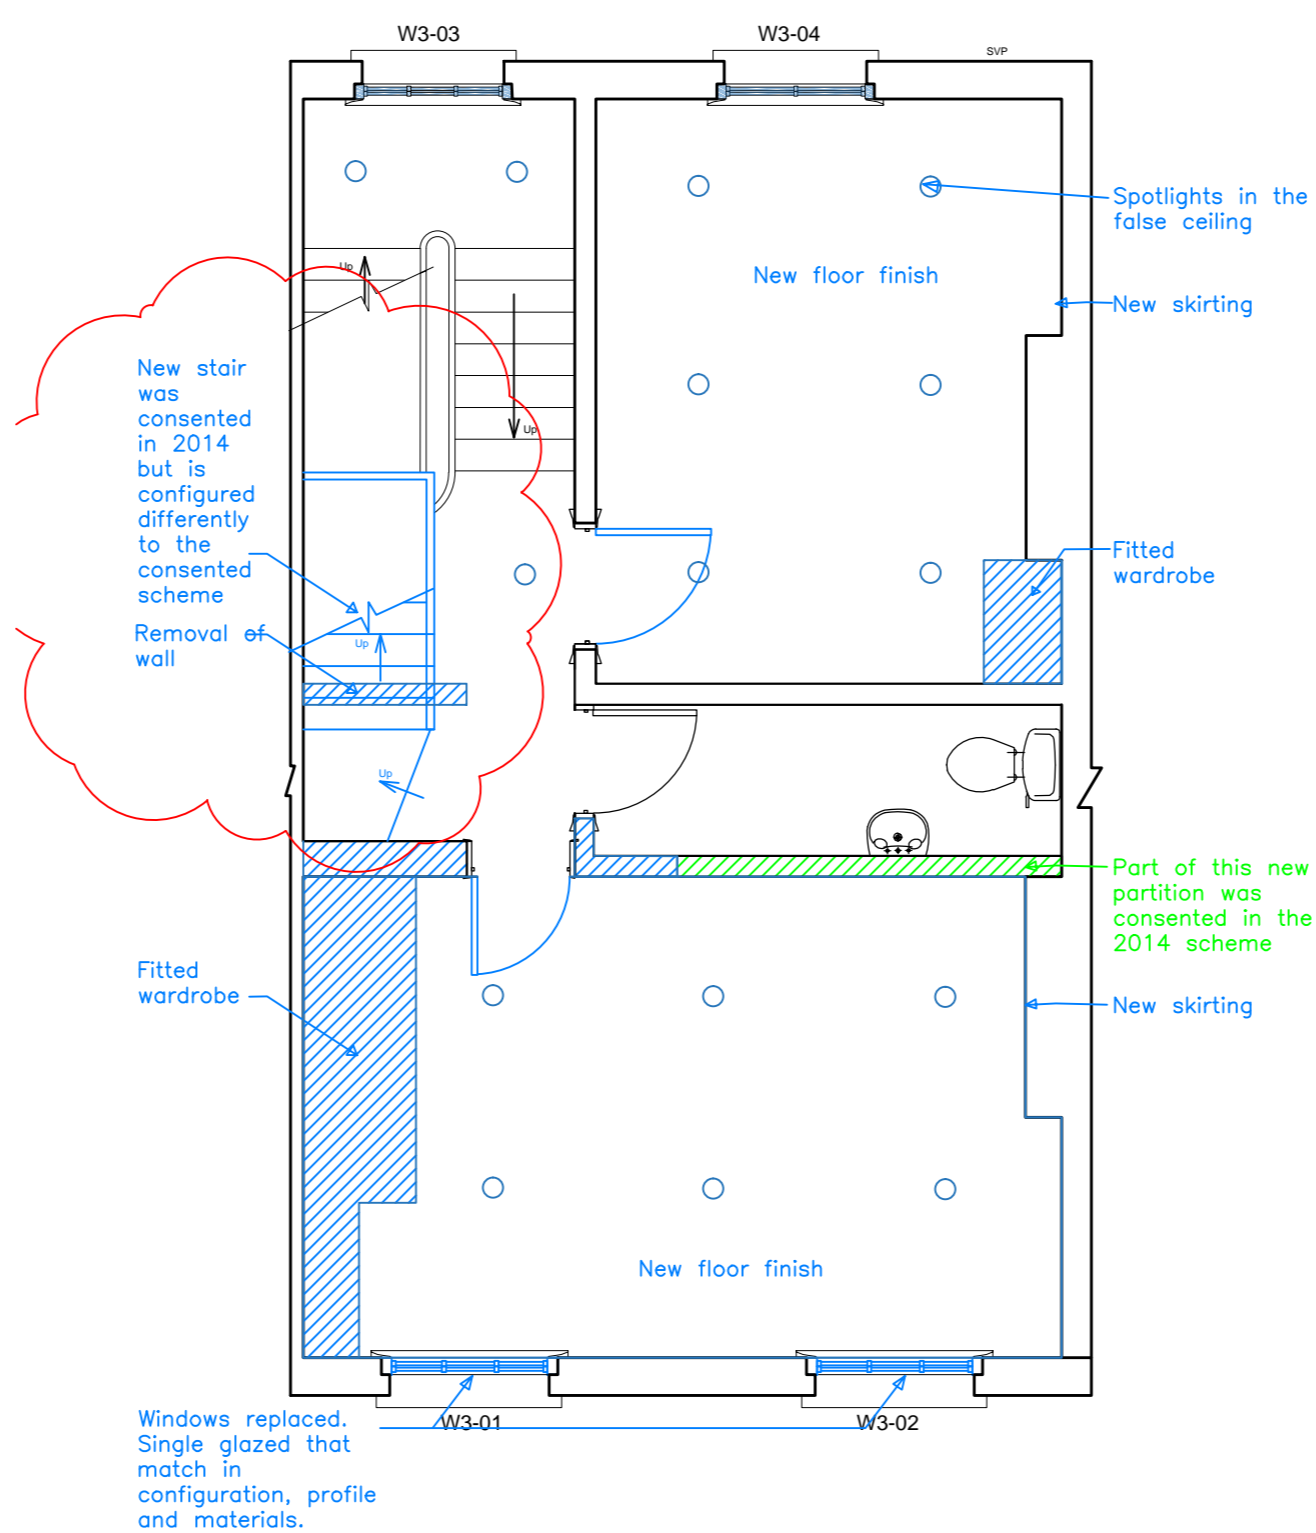 W3-03
W3-04
SVP
Spotlights in the
false ceiling
New floor finish
New skirting
Up
New stair
was
consented
in 2014
but is
configured
differently
to the
consented
scheme
Up
Fitted
wardrobe
Removal of
wall
Up
Up
Part of this new
partition was
consented in the
2014 scheme
Fitted
wardrobe
New skirting
New floor finish
Windows replaced.
Single glazed that
match in
configuration, profile
and materials.
W3-01
W3-02